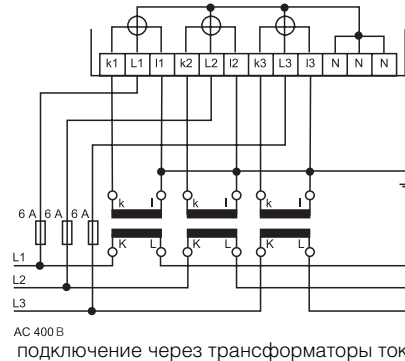 k1 L1 l1 k2 L2 l2 k3 L3 l3 N N N
k l k l k l
6 A 6 A 6 A
K L K L K L
L1
L2
L3
AC 400 В
подключение через трансформаторы ток